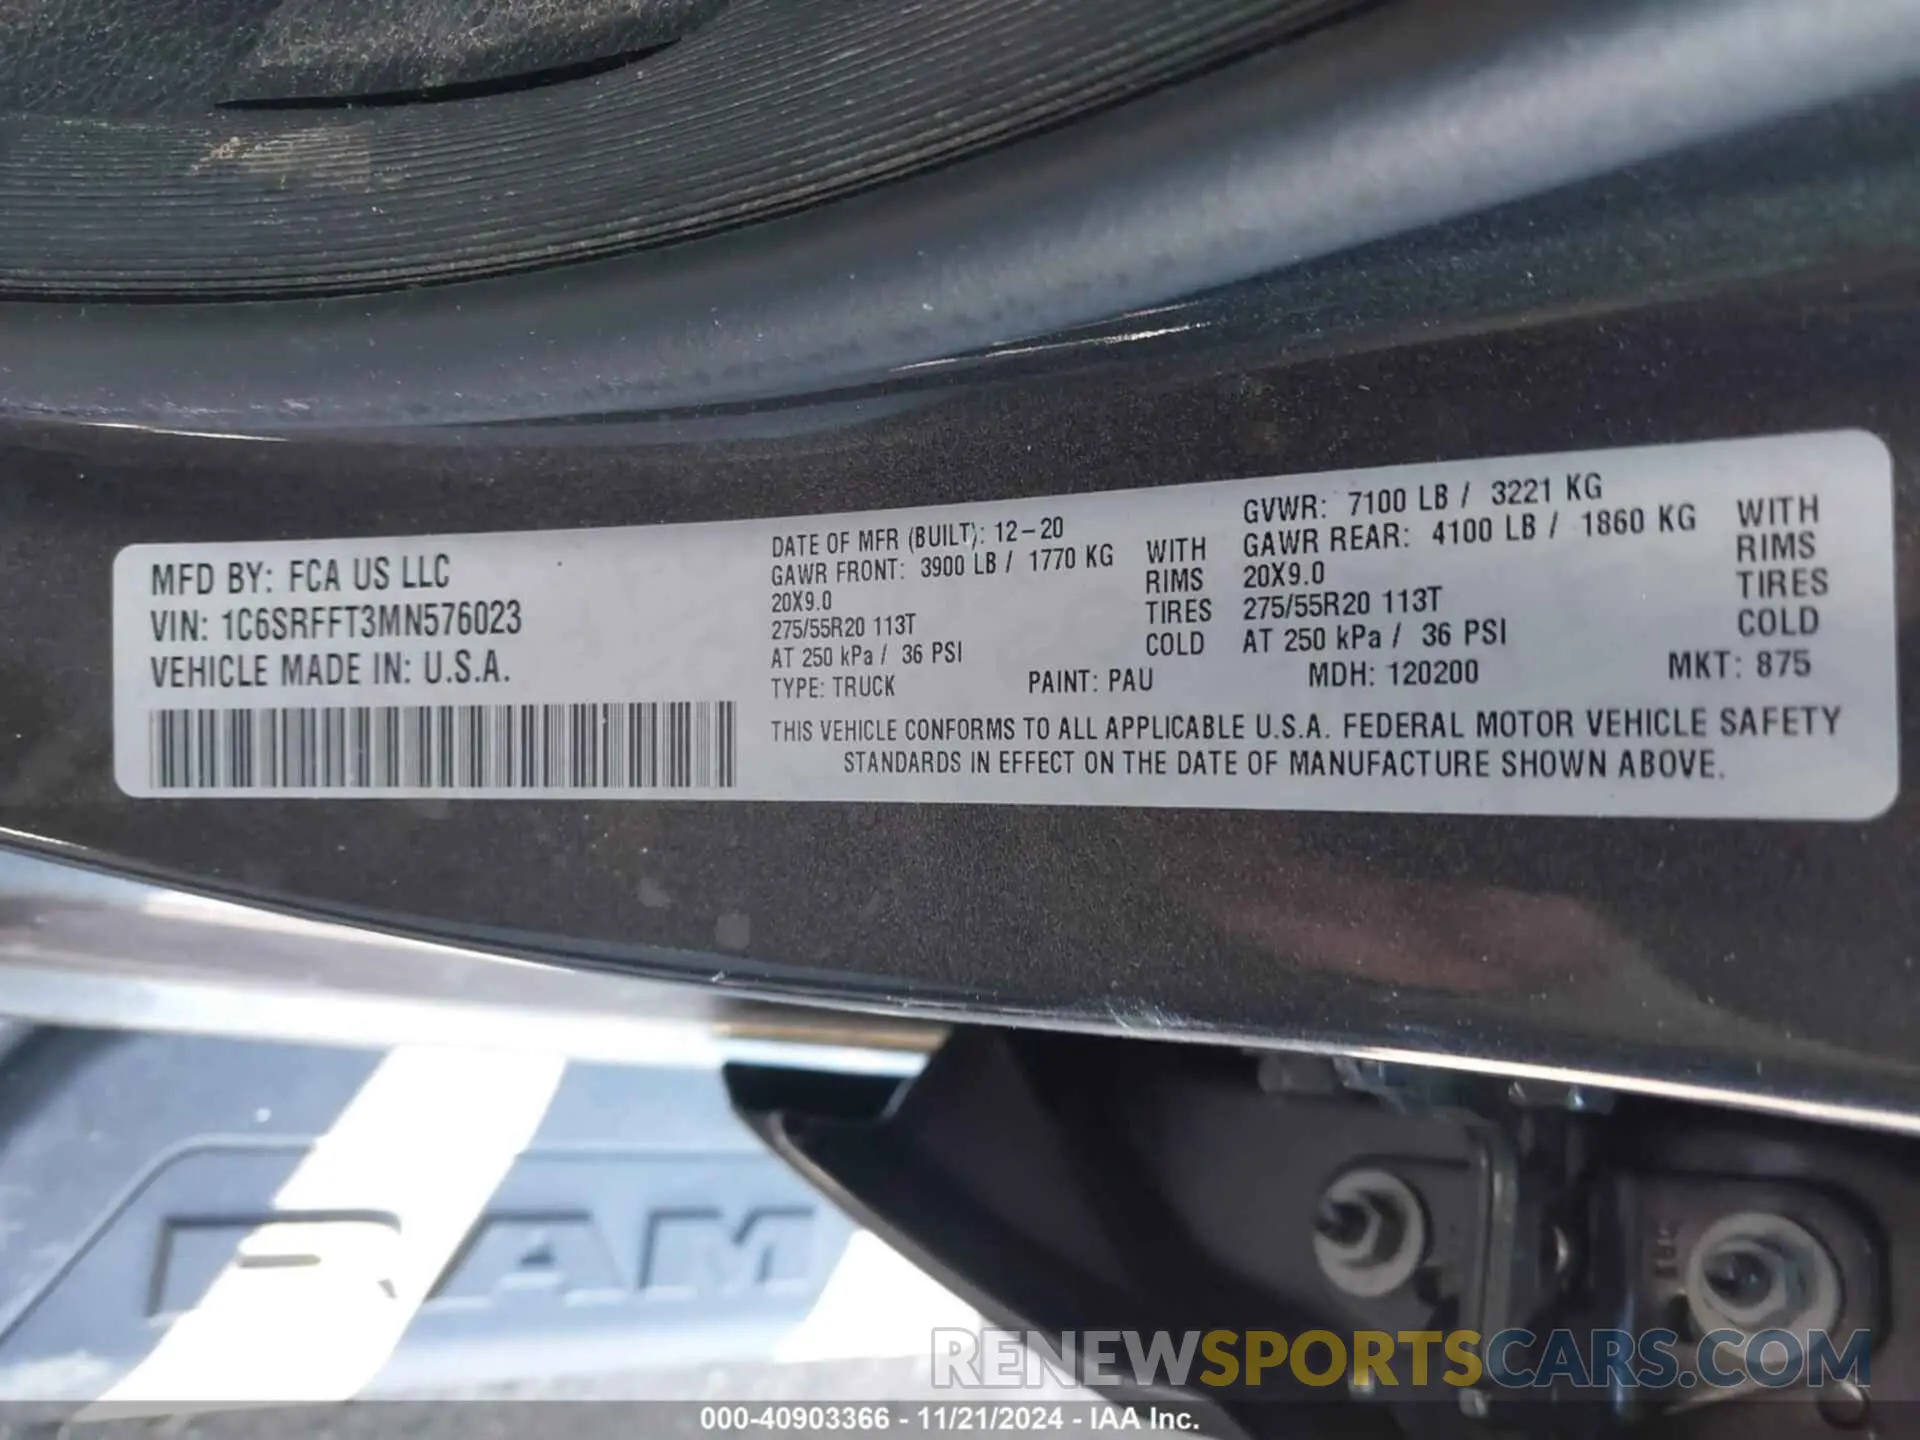 MFD BY: FCA US LLC
VIN: 1C6SRFFT3MN576023
VEHICLE MADE IN: U.S.A.
DATE OF MFR (BUILT): 12-20
GAWR FRONT: 3900 LB / 1770 KG
20X9.0
275/55R20 113T
AT 250 kPa / 36 PSI
WITH
RIMS
TIRES
COLD
GVWR: 7100 LB / 3221 KG
GAWR REAR: 4100 LB / 1860 KG
20X9.0
275/55R20 113T
AT 250 kPa / 36 PSI
WITH
RIMS
TIRES
COLD
TYPE: TRUCK PAINT: PAU MDH: 120200 MKT: 875
THIS VEHICLE CONFORMS TO ALL APPLICABLE U.S.A. FEDERAL MOTOR VEHICLE SAFETY
STANDARDS IN EFFECT ON THE DATE OF MANUFACTURE SHOWN ABOVE.
RAM
RENEWSPORTSCARS.COM
000-40903366 - 11/21/2024 - IAA Inc.